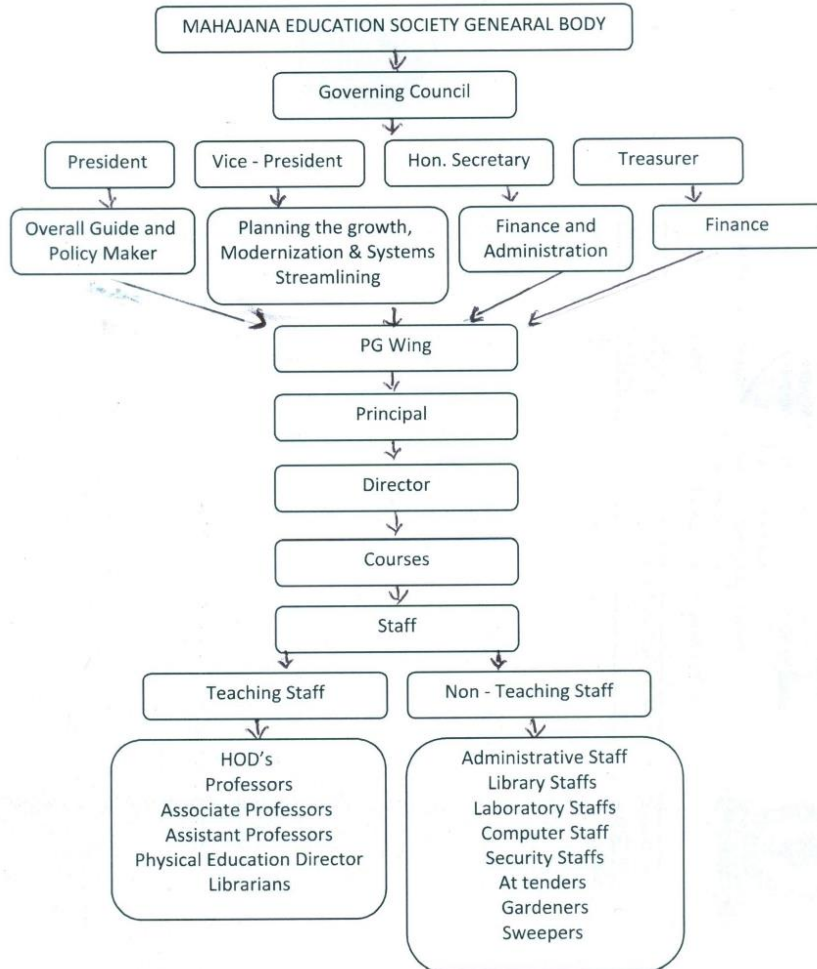 MAHAJANA EDUCATION SOCIETY GENEARAL BODY
Governing Council
President
Vice - President
Hon. Secretary
Treasurer
Overall Guide and
Policy Maker
Planning the growth,
Modernization & Systems
Streamlining
Finance and
Administration
Finance
PG Wing
Principal
Director
Courses
Staff
Teaching Staff
Non - Teaching Staff
HOD's
Professors
Associate Professors
Assistant Professors
Physical Education Director
Librarians
Administrative Staff
Library Staffs
Laboratory Staffs
Computer Staff
Security Staffs
At tenders
Gardeners
Sweepers